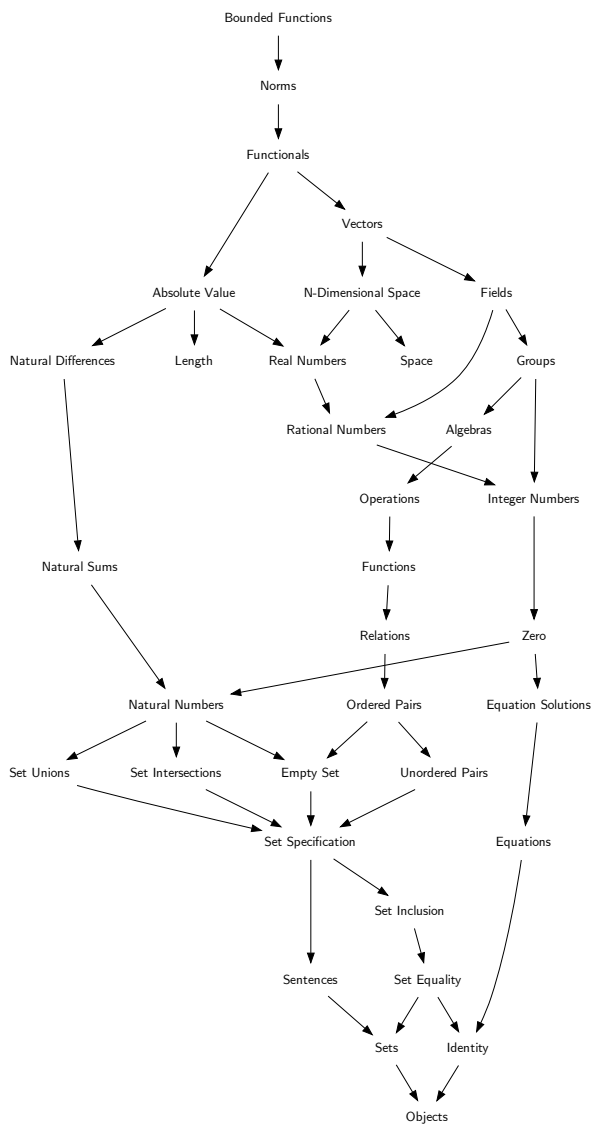 Bounded Functions
Norms
Functionals
Vectors
Absolute Value
N-Dimensional Space
Fields
Natural Differences
Length
Real Numbers
Space
Groups
Rational Numbers
Algebras
Operations
Integer Numbers
Natural Sums
Functions
Relations
Zero
Natural Numbers
Ordered Pairs
Equation Solutions
Set Unions
Set Intersections
Empty Set
Unordered Pairs
Set Specification
Equations
Set Inclusion
Sentences
Set Equality
Sets
Identity
Objects